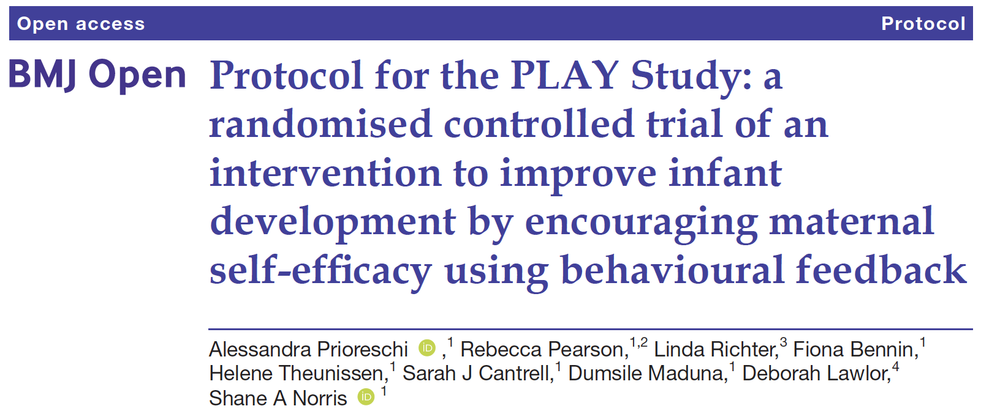 Open access Protocol
BMJ Open Protocol for the PLAY Study: a
randomised controlled trial of an
intervention to improve infant
development by encouraging maternal
self-efficacy using behavioural feedback
Alessandra Prioreschi iD ,1 Rebecca Pearson,1,2 Linda Richter,3 Fiona Bennin,1
Helene Theunissen,1 Sarah J Cantrell,1 Dumsile Maduna,1 Deborah Lawlor,4
Shane A Norris iD 1